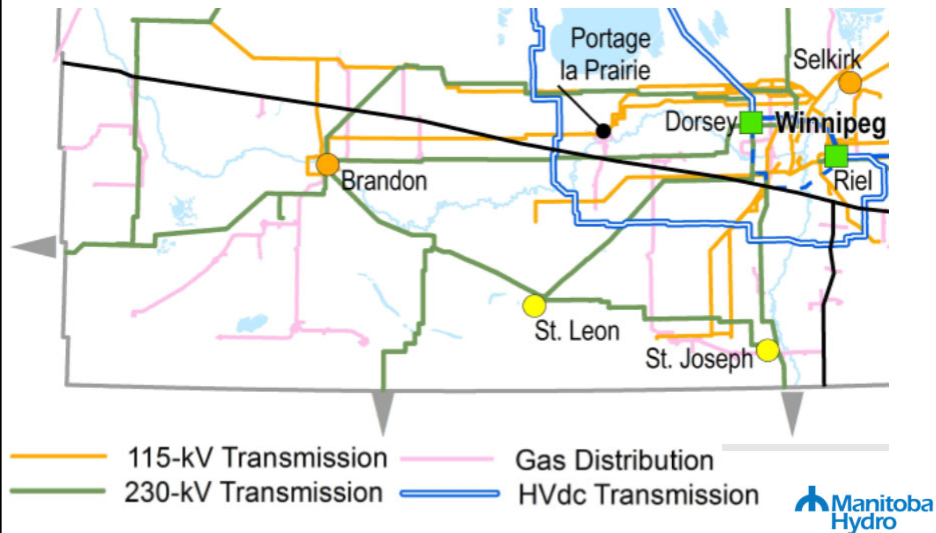 Portage
la Prairie
Selkirk
Dorsey
Winnipeg
Riel
Brandon
St. Leon
St. Joseph
115-kV Transmission
Gas Distribution
230-kV Transmission
HVdc Transmission
Manitoba
Hydro